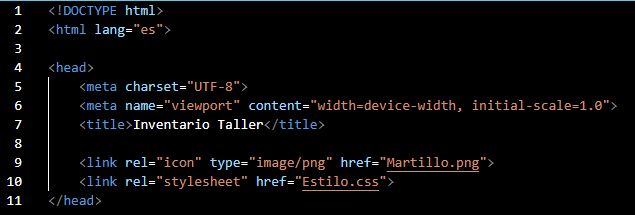 1 <!DOCTYPE html>
2 <html lang="es">
3
4 <head>
5     <meta charset="UTF-8">
6     <meta name="viewport" content="width=device-width, initial-scale=1.0">
7     <title>Inventario Taller</title>
8
9     <link rel="icon" type="image/png" href="Martillo.png">
10     <link rel="stylesheet" href="Estilo.css">
11 </head>